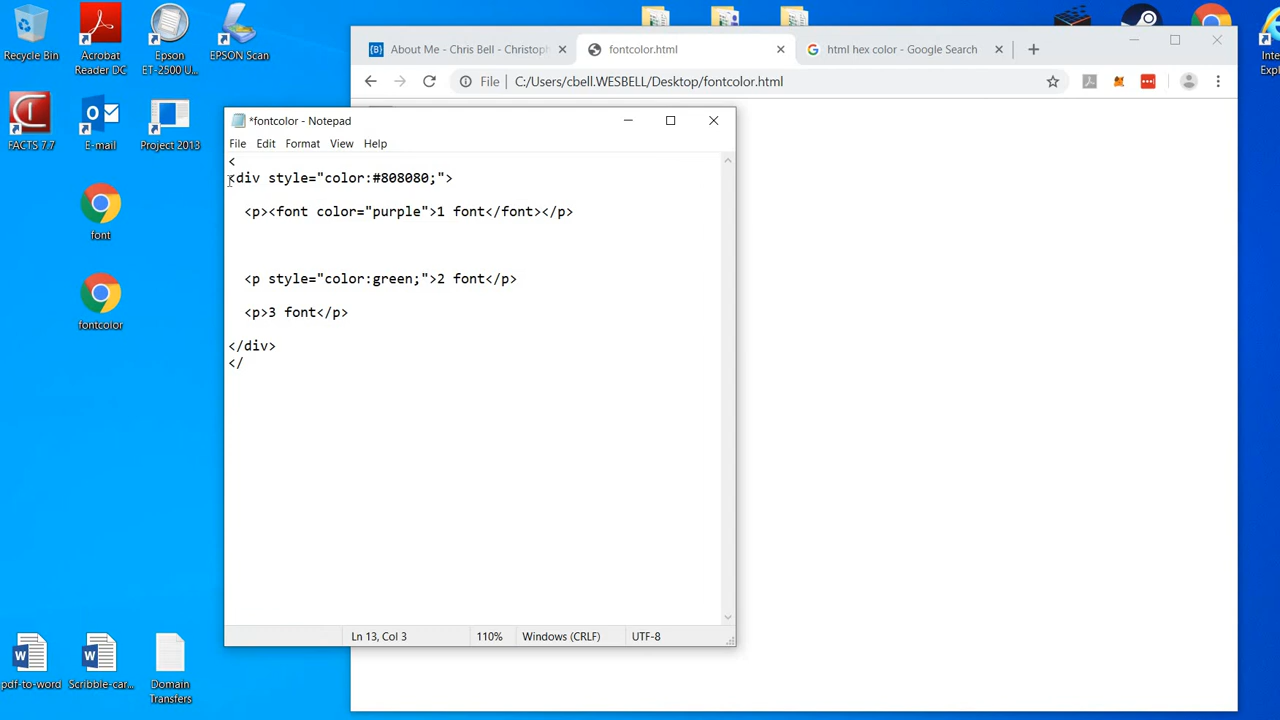 Recycle Bin
Acrobat Reader DC
Epson ET-2500 U...
EPSON Scan
FACTS 7.7
E-mail
Project 2013
font
fontcolor
pdf-to-word
Scribble-car...
Domain Transfers
About Me - Chris Bell - Christoph
fontcolor.html
html hex color - Google Search
File | C:/Users/cbell.WESBELL/Desktop/fontcolor.html
*fontcolor - Notepad
File Edit Format View Help
<
<div style="color:#808080;">
<p><font color="purple">1 font</font></p>
<p style="color:green;">2 font</p>
<p>3 font</p>
</div>
</
Ln 13, Col 3 110% Windows (CRLF) UTF-8
Inte
Expl